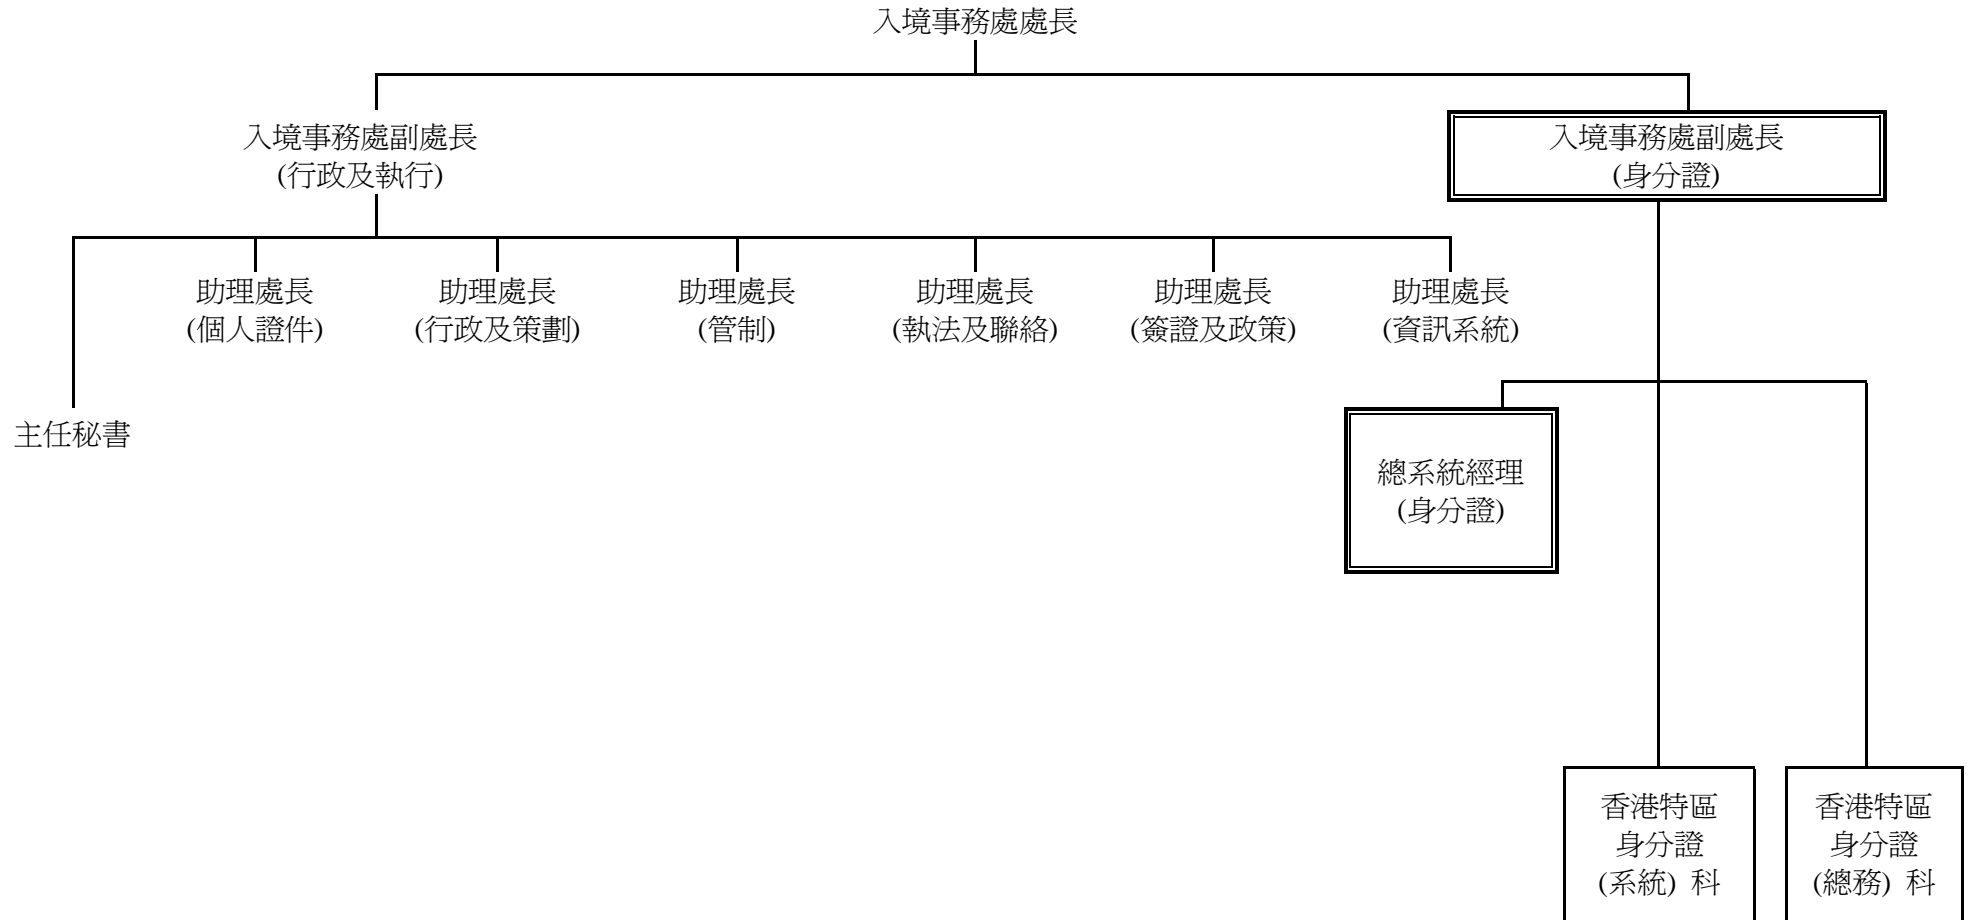 入境事務處處長
入境事務處副處長
(行政及執行)
入境事務處副處長
(身分證)
助理處長
(個人證件)
助理處長
(行政及策劃)
助理處長
(管制)
助理處長
(執法及聯絡)
助理處長
(簽證及政策)
助理處長
(資訊系統)
主任秘書
總系統經理
(身分證)
香港特區
身分證
(系統) 科
香港特區
身分證
(總務) 科